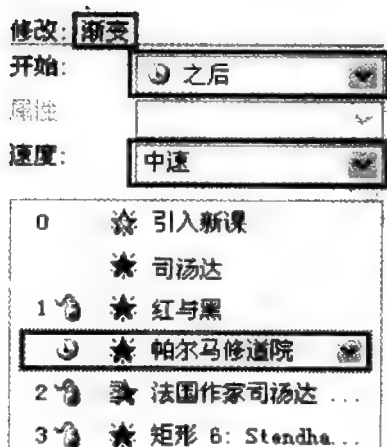 修改: 渐变
开始: 之后
属性
速度: 中速
0 引入新课
司汤达
1 红与黑
帕尔马修道院
2 法国作家司汤达 ...
3 矩形 6: Stendha...